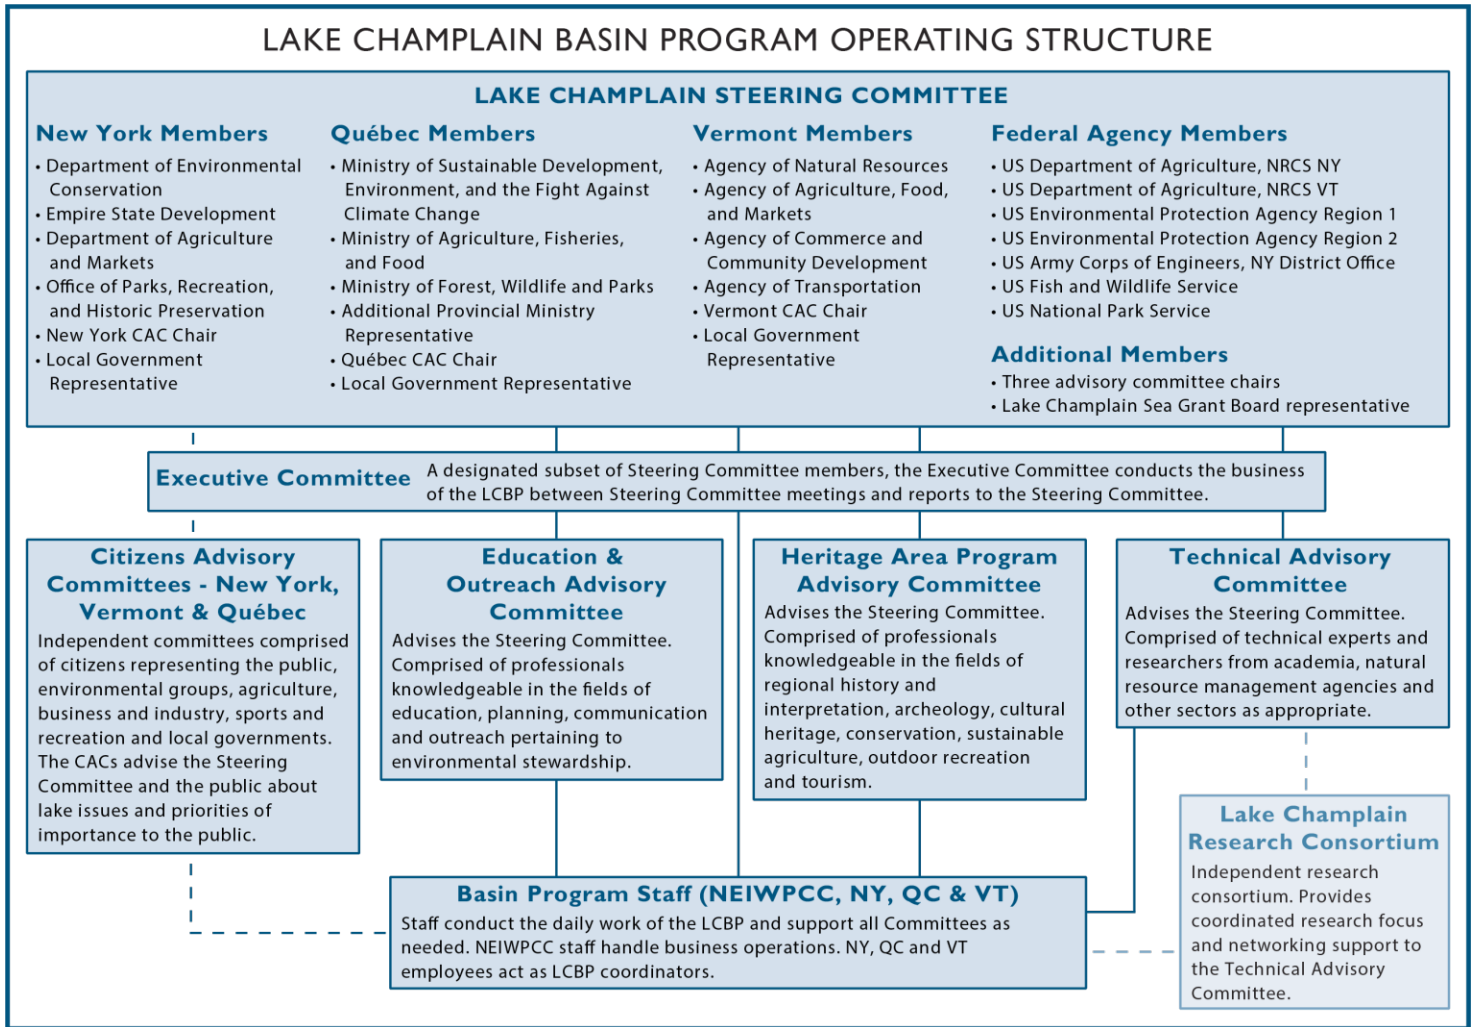 LAKE CHAMPLAIN BASIN PROGRAM OPERATING STRUCTURE
LAKE CHAMPLAIN STEERING COMMITTEE
New York Members
• Department of Environmental
Conservation
• Empire State Development
• Department of Agriculture
and Markets
• Office of Parks, Recreation,
and Historic Preservation
• New York CAC Chair
• Local Government
Representative
Québec Members
• Ministry of Sustainable Development,
Environment, and the Fight Against
Climate Change
• Ministry of Agriculture, Fisheries,
and Food
• Ministry of Forest, Wildlife and Parks
• Additional Provincial Ministry
Representative
• Québec CAC Chair
• Local Government Representative
Vermont Members
• Agency of Natural Resources
• Agency of Agriculture, Food,
and Markets
• Agency of Commerce and
Community Development
• Agency of Transportation
• Vermont CAC Chair
• Local Government
Representative
Federal Agency Members
• US Department of Agriculture, NRCS NY
• US Department of Agriculture, NRCS VT
• US Environmental Protection Agency Region 1
• US Environmental Protection Agency Region 2
• US Army Corps of Engineers, NY District Office
• US Fish and Wildlife Service
• US National Park Service
Additional Members
• Three advisory committee chairs
• Lake Champlain Sea Grant Board representative
Executive Committee
A designated subset of Steering Committee members, the Executive Committee conducts the business
of the LCBP between Steering Committee meetings and reports to the Steering Committee.
Citizens Advisory
Committees - New York,
Vermont & Québec
Independent committees comprised
of citizens representing the public,
environmental groups, agriculture,
business and industry, sports and
recreation and local governments.
The CACs advise the Steering
Committee and the public about
lake issues and priorities of
importance to the public.
Education &
Outreach Advisory
Committee
Advises the Steering Committee.
Comprised of professionals
knowledgeable in the fields of
education, planning, communication
and outreach pertaining to
environmental stewardship.
Heritage Area Program
Advisory Committee
Advises the Steering Committee.
Comprised of professionals
knowledgeable in the fields of
regional history and
interpretation, archeology, cultural
heritage, conservation, sustainable
agriculture, outdoor recreation
and tourism.
Technical Advisory
Committee
Advises the Steering Committee.
Comprised of technical experts and
researchers from academia, natural
resource management agencies and
other sectors as appropriate.
Lake Champlain
Research Consortium
Independent research
consortium. Provides
coordinated research focus
and networking support to
the Technical Advisory
Committee.
Basin Program Staff (NEIWPCC, NY, QC & VT)
Staff conduct the daily work of the LCBP and support all Committees as
needed. NEIWPCC staff handle business operations. NY, QC and VT
employees act as LCBP coordinators.